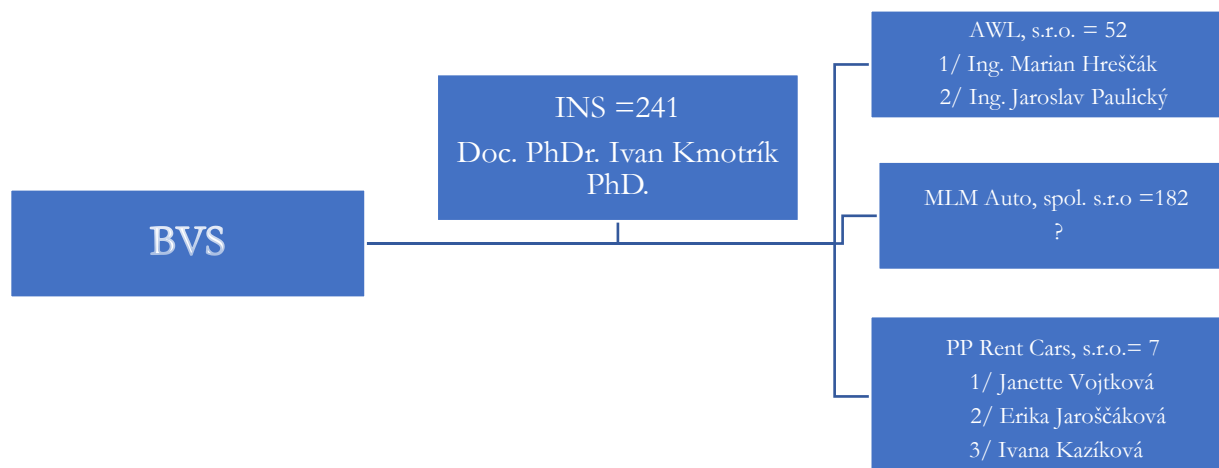 BVS
INS =241
Doc. PhDr. Ivan Kmotrík
PhD.
AWL, s.r.o. = 52
1/ Ing. Marian Hreščák
2/ Ing. Jaroslav Paulický
MLM Auto, spol. s.r.o =182
?
PP Rent Cars, s.r.o.= 7
1/ Janette Vojtková
2/ Erika Jaroščáková
3/ Ivana Kazíková